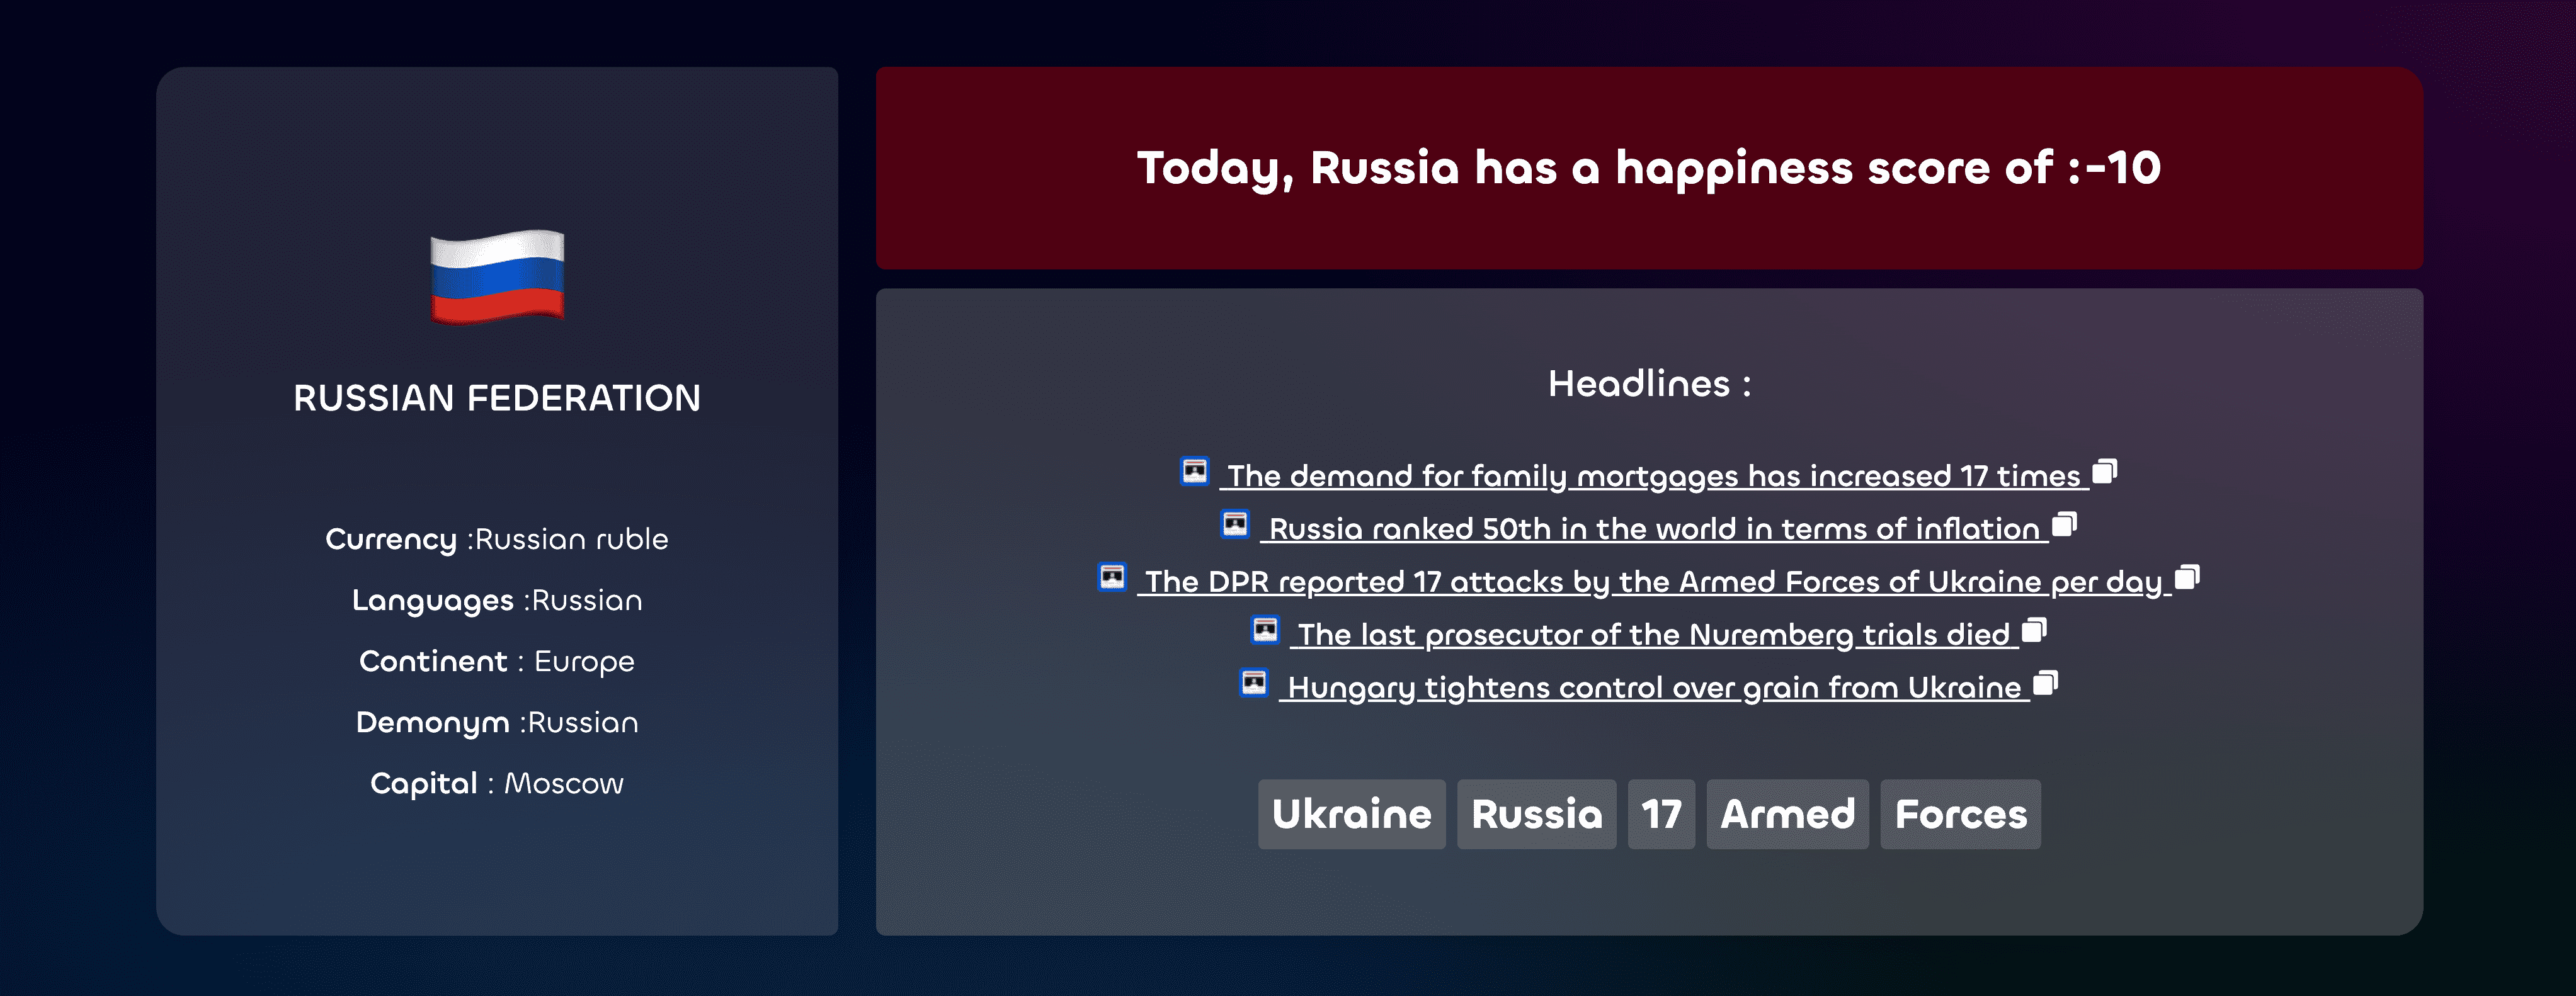 RUSSIAN FEDERATION
Currency :Russian ruble
Languages :Russian
Continent : Europe
Demonym :Russian
Capital : Moscow
Today, Russia has a happiness score of :-10
Headlines :
The demand for family mortgages has increased 17 times
Russia ranked 50th in the world in terms of inflation
The DPR reported 17 attacks by the Armed Forces of Ukraine per day
The last prosecutor of the Nuremberg trials died
Hungary tightens control over grain from Ukraine
Ukraine Russia 17 Armed Forces